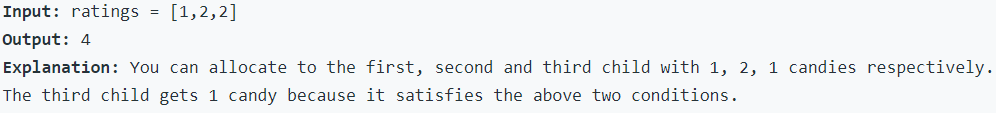 Input: ratings = [1,2,2]
Output: 4
Explanation: You can allocate to the first, second and third child with 1, 2, 1 candies respectively.
The third child gets 1 candy because it satisfies the above two conditions.